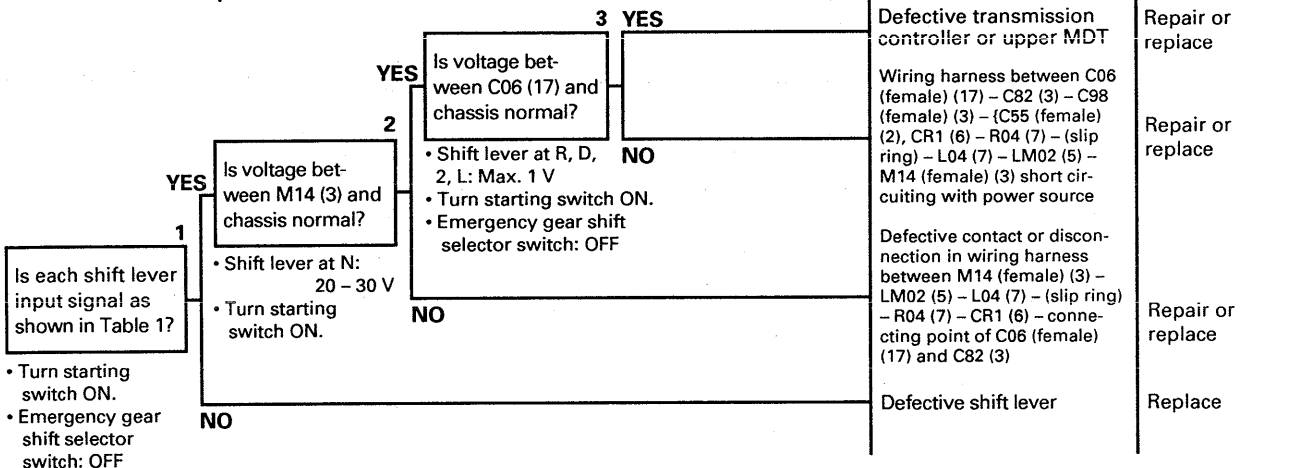 1
Is each shift lever
input signal as
shown in Table 1?
• Turn starting
switch ON.
• Emergency gear
shift selector
switch: OFF
YES
NO
2
Is voltage bet-
ween M14 (3) and
chassis normal?
• Shift lever at N:
20 – 30 V
• Turn starting
switch ON.
YES
NO
3
Is voltage bet-
ween C06 (17) and
chassis normal?
• Shift lever at R, D,
2, L: Max. 1 V
• Turn starting switch ON.
• Emergency gear shift
selector switch: OFF
YES
NO
Defective transmission
controller or upper MDT
Repair or
replace
Wiring harness between C06
(female) (17) – C82 (3) – C98
(female) (3) – {C55 (female)
(2), CR1 (6) – R04 (7) – (slip
ring) – L04 (7) – LM02 (5) –
M14 (female) (3) short cir-
cuiting with power source
Repair or
replace
Defective contact or discon-
nection in wiring harness
between M14 (female) (3) –
LM02 (5) – L04 (7) – (slip ring)
– R04 (7) – CR1 (6) – conne-
cting point of C06 (female)
(17) and C82 (3)
Repair or
replace
Defective shift lever
Replace